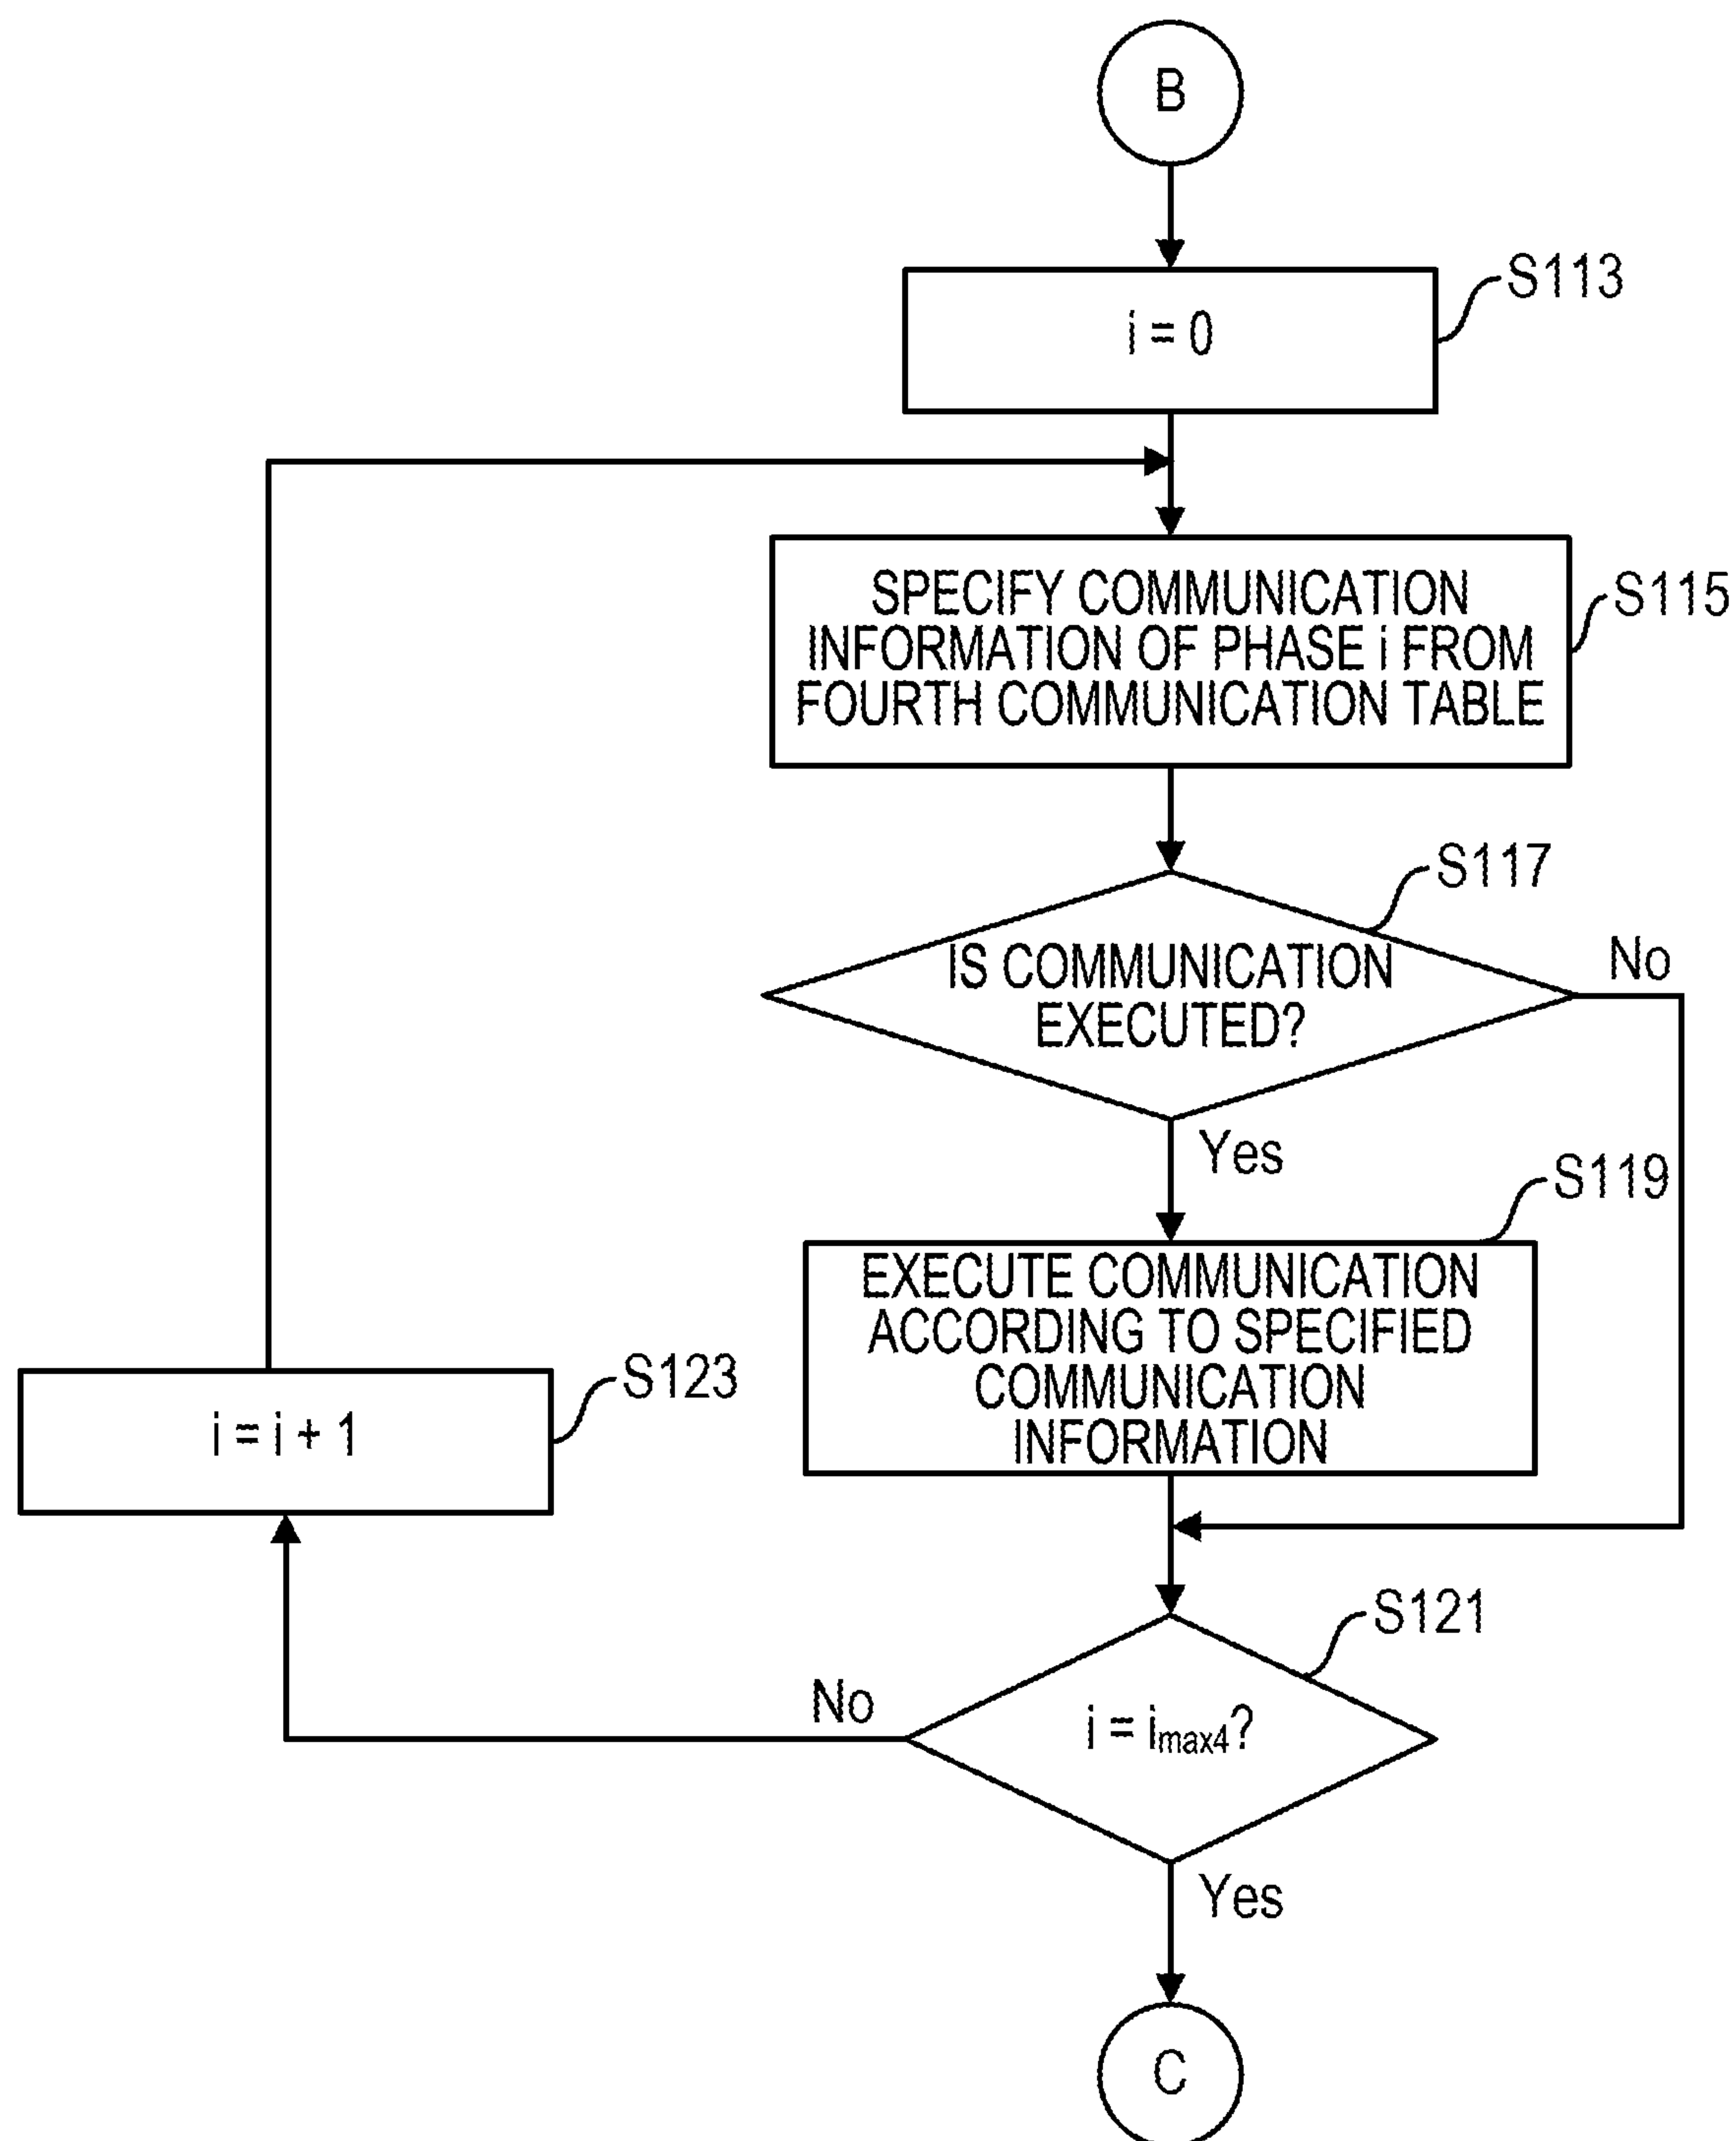 B
S113
i = 0
S115
SPECIFY COMMUNICATION
INFORMATION OF PHASE i FROM
FOURTH COMMUNICATION TABLE
S117
IS COMMUNICATION
EXECUTED?
No
Yes
S119
EXECUTE COMMUNICATION
ACCORDING TO SPECIFIED
COMMUNICATION
INFORMATION
S123
i = i + 1
S121
No
i = imax4?
Yes
C